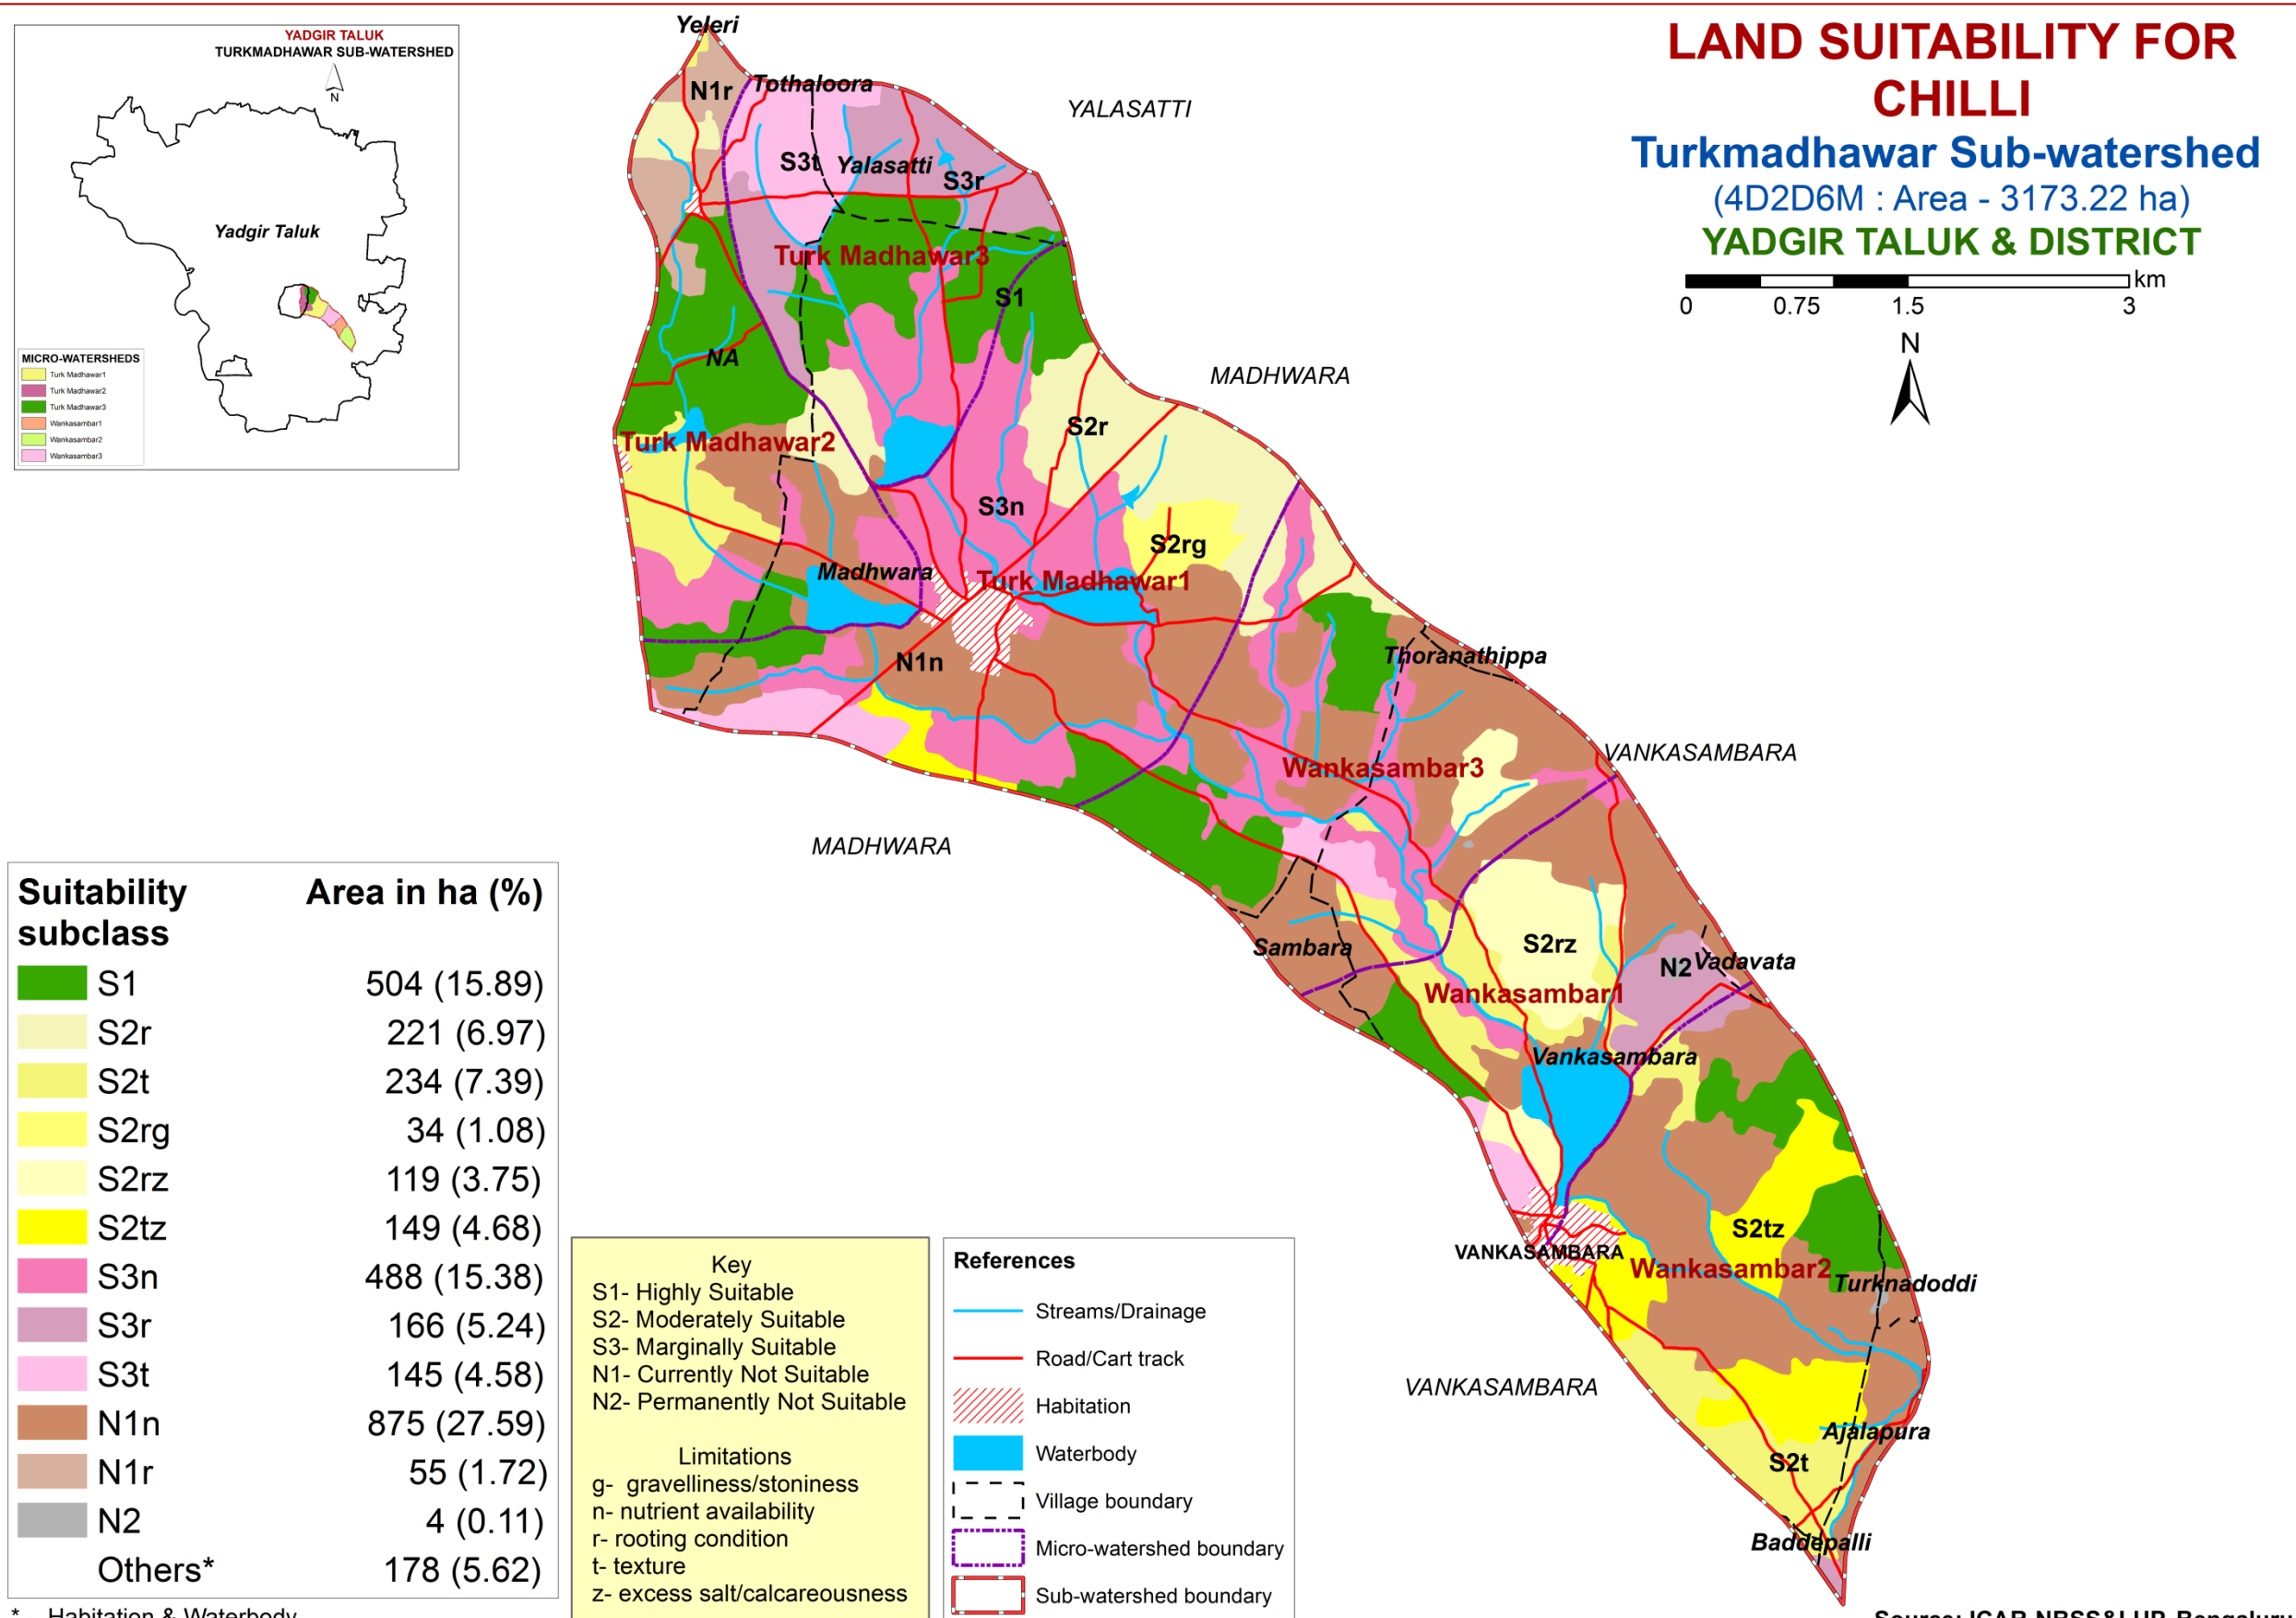 YADGIR TALUK
TURKMADHAWAR SUB-WATERSHED
N
Yadgir Taluk
MICRO-WATERSHEDS
Turk Madhawar1
Turk Madhawar2
Turk Madhawar3
Wankasambar1
Wankasambar2
Wankasambar3
LAND SUITABILITY FOR
CHILLI
Turkmadhawar Sub-watershed
(4D2D6M : Area - 3173.22 ha)
YADGIR TALUK & DISTRICT
km
0 0.75 1.5 3
N
Yeleri
N1r
Tothaloora
YALASATTI
S3t
Yalasatti
S3r
Turk Madhawar3
S1
NA
MADHWARA
S2r
Turk Madhawar2
S3n
S2rg
Madhwara
Turk Madhawar1
N1n
Thoranathippa
VANKASAMBARA
Wankasambar3
MADHWARA
Sambara
S2rz
N2
Vadavata
Wankasambar1
Vankasambara
S2tz
VANKASAMBARA
Wankasambar2
Turknadoddi
VANKASAMBARA
Ajalapura
S2t
Baddepalli
Suitability
subclass
Area in ha (%)
S1 504 (15.89)
S2r 221 (6.97)
S2t 234 (7.39)
S2rg 34 (1.08)
S2rz 119 (3.75)
S2tz 149 (4.68)
S3n 488 (15.38)
S3r 166 (5.24)
S3t 145 (4.58)
N1n 875 (27.59)
N1r 55 (1.72)
N2 4 (0.11)
Others* 178 (5.62)
* Habitation & Waterbody
Key
S1- Highly Suitable
S2- Moderately Suitable
S3- Marginally Suitable
N1- Currently Not Suitable
N2- Permanently Not Suitable
Limitations
g- gravelliness/stoniness
n- nutrient availability
r- rooting condition
t- texture
z- excess salt/calcareousness
References
Streams/Drainage
Road/Cart track
Habitation
Waterbody
Village boundary
Micro-watershed boundary
Sub-watershed boundary
Source: ICAR-NBSS&LUP, Bengaluru